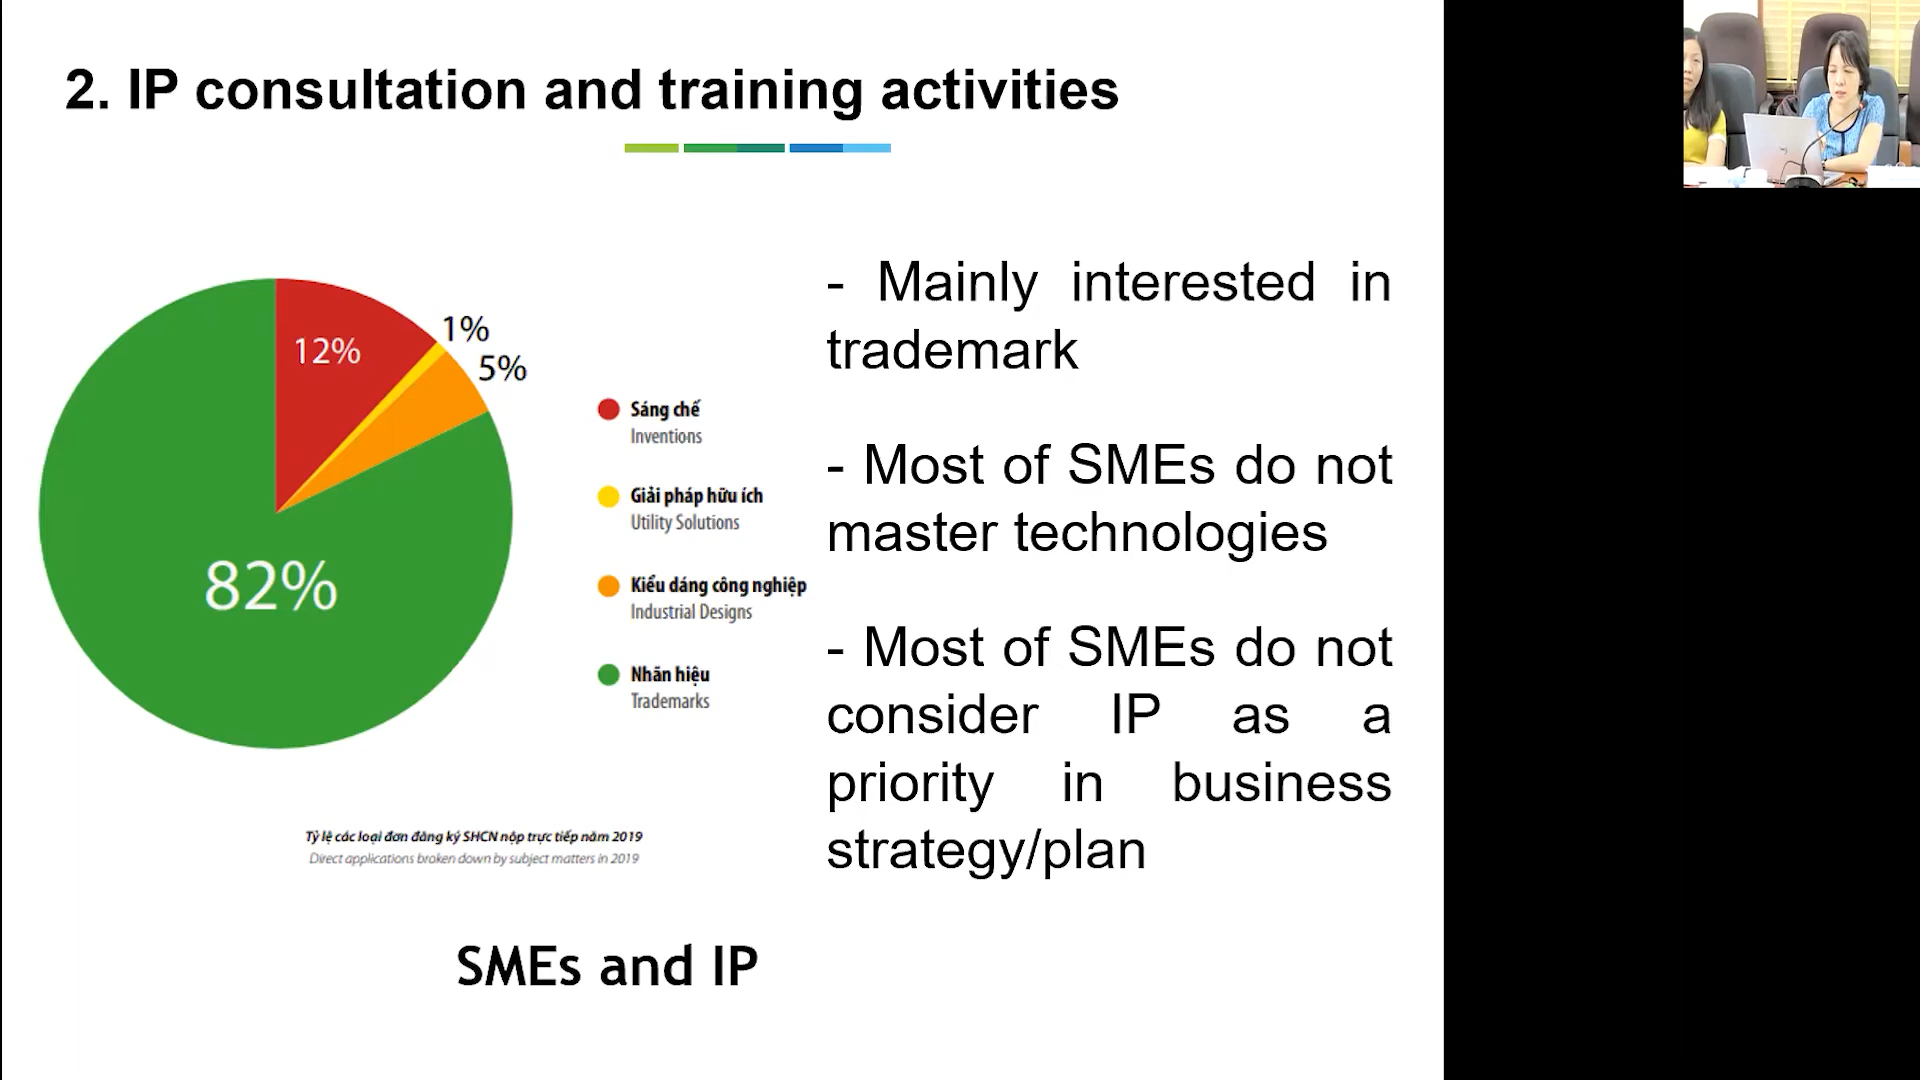 2. IP consultation and training activities
12%
1%
5%
82%
Sáng chế
Inventions
Giải pháp hữu ích
Utility Solutions
Kiểu dáng công nghiệp
Industrial Designs
Nhãn hiệu
Trademarks
Tỷ lệ các loại đơn đăng ký SHCN nộp trực tiếp năm 2019
Direct applications broken down by subject matters in 2019
SMEs and IP
- Mainly interested in
trademark
- Most of SMEs do not
master technologies
- Most of SMEs do not
consider IP as a
priority in business
strategy/plan